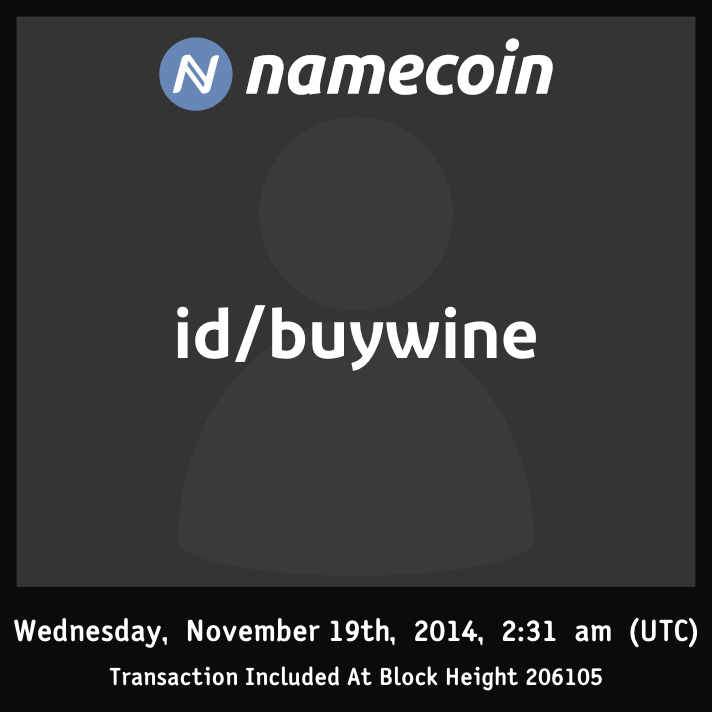 namecoin
id/buywine
Wednesday, November 19th, 2014, 2:31 am (UTC)
Transaction Included At Block Height 206105